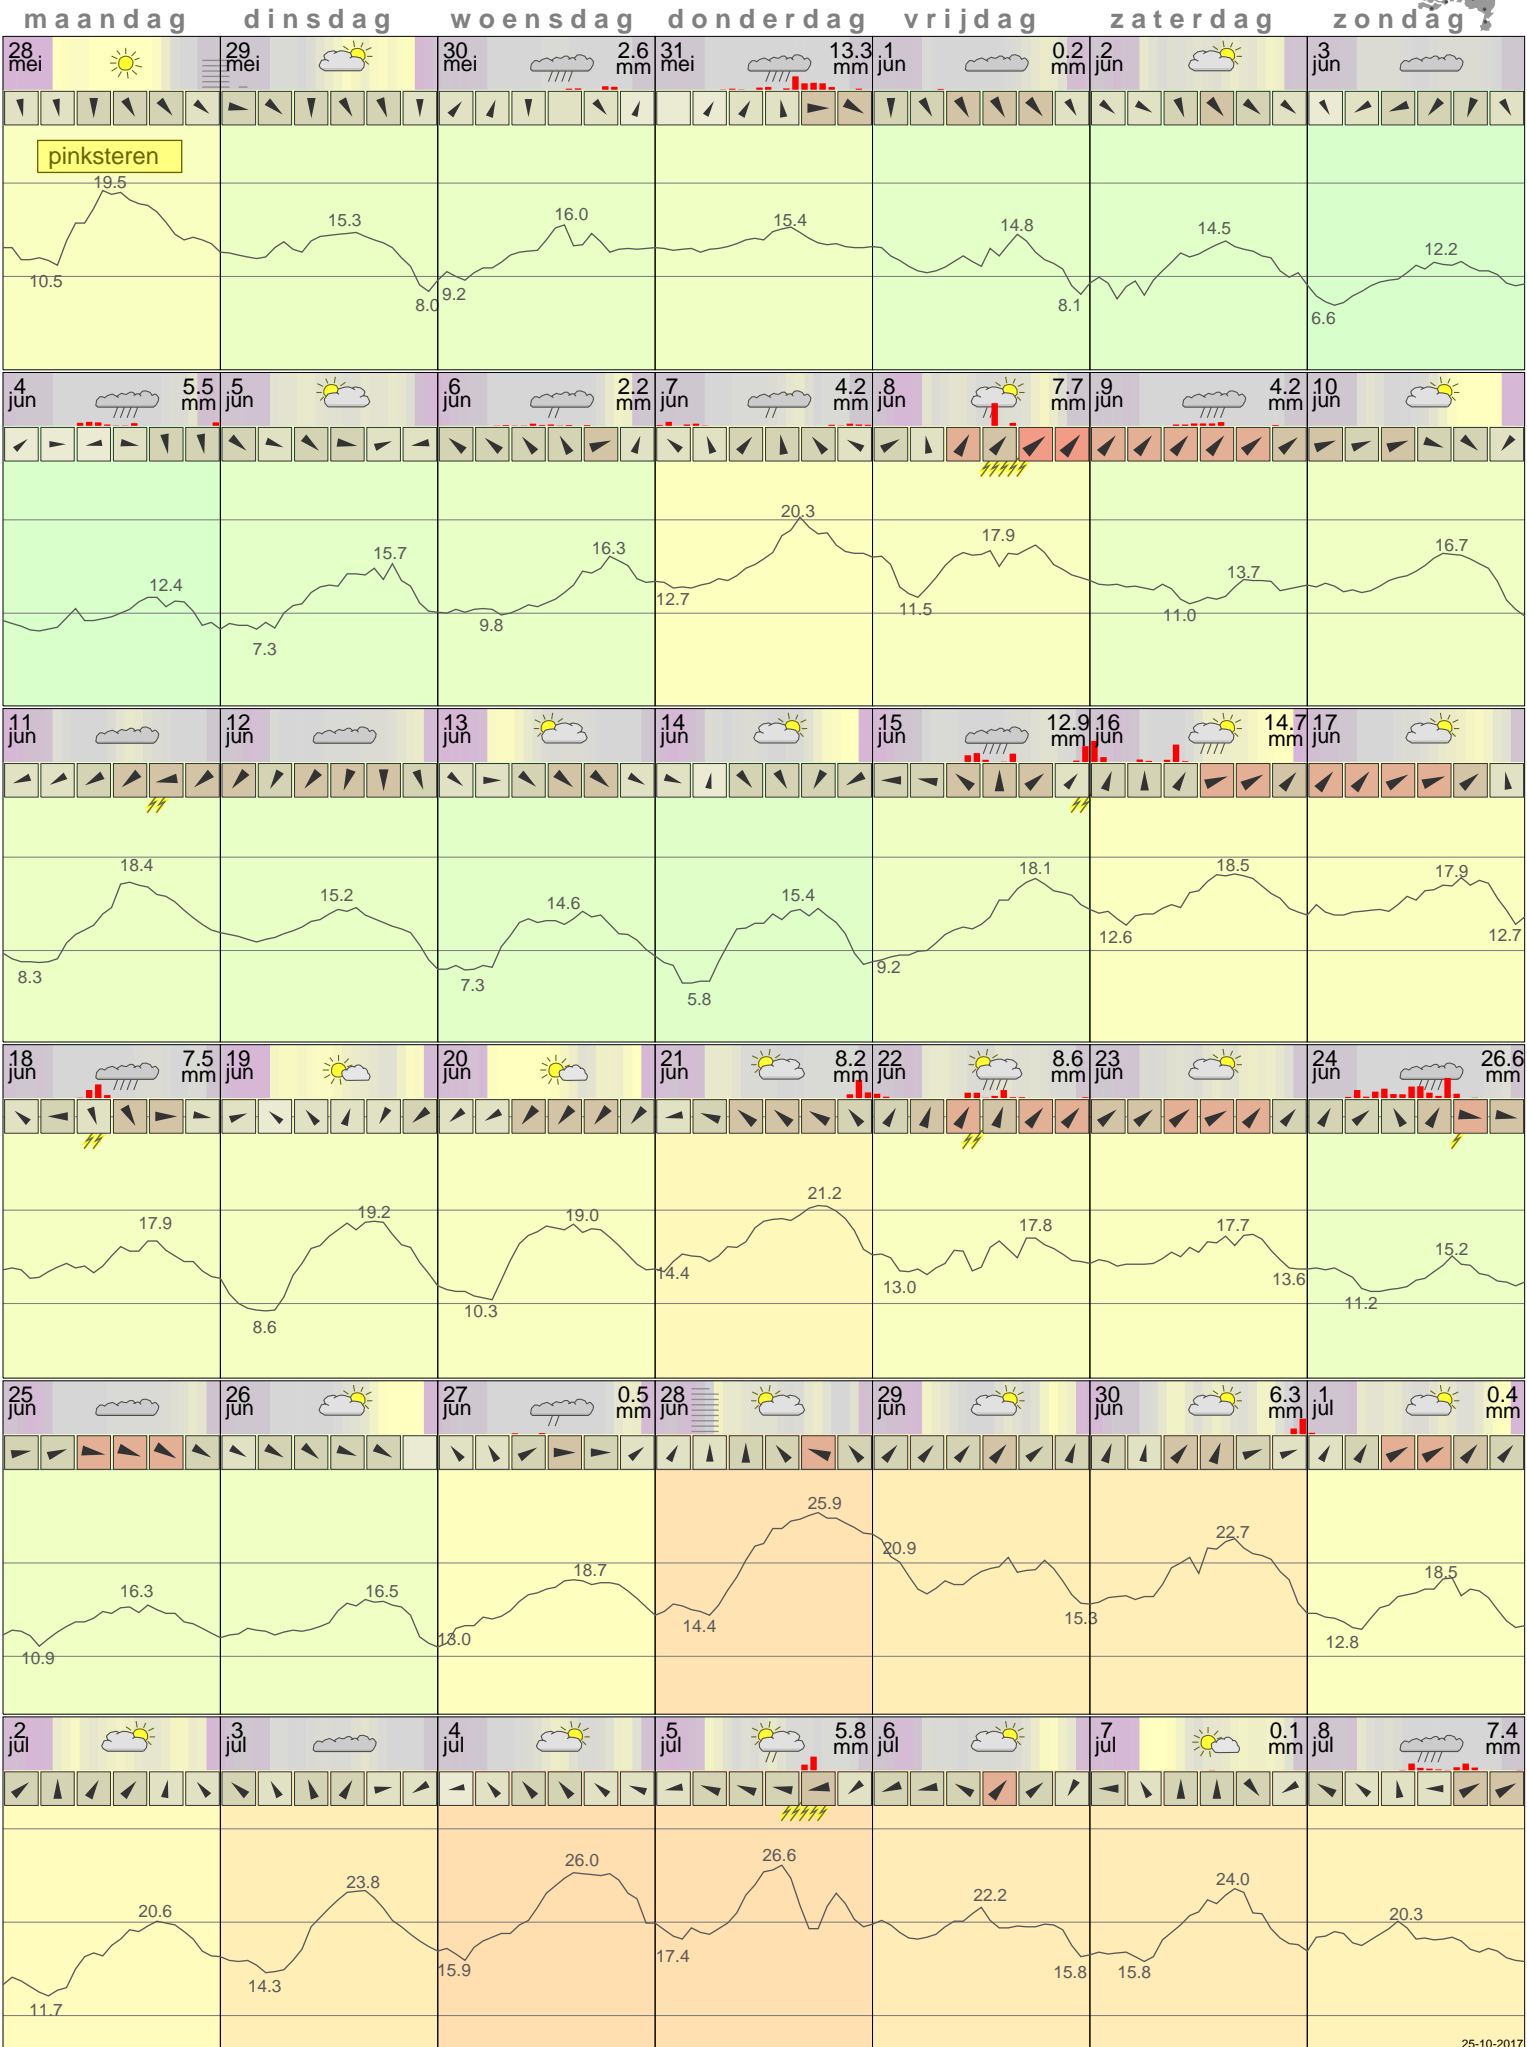 maandag dinsdag woensdag donderdag vrijdag zaterdag zondag
28 29 30 2.6 31 13.3 1 0.2 2 3
mei mei mei mm mei mm jun mm jun jun
pinksteren
19.5 15.3 16.0 15.4 14.8 14.5 12.2
10.5 8.0 9.2 8.1 6.6
4 5.5 5 6 2.2 7 4.2 8 7.7 9 4.2 10
jun mm jun jun mm jun mm jun mm jun mm jun
12.4 15.7 16.3 20.3 17.9 13.7 16.7
7.3 9.8 12.7 11.5 11.0
11 12 13 14 15 12.9 16 14.7 17
jun jun jun jun jun mm jun mm jun
18.4 15.2 14.6 15.4 18.1 18.5 17.9
8.3 7.3 5.8 9.2 12.6 12.7
18 7.5 19 20 21 8.2 22 8.6 23 24 26.6
jun mm jun jun jun mm jun mm jun jun mm
17.9 19.2 19.0 21.2 17.8 17.7 15.2
8.6 10.3 14.4 13.0 13.6 11.2
25 26 27 0.5 28 29 30 6.3 1 0.4
jun jun jun mm jun jun jun mm jul mm
16.3 16.5 18.7 25.9 20.9 22.7 18.5
10.9 13.0 14.4 15.3 12.8
2 3 4 5 5.8 6 7 0.1 8 7.4
jul jul jul jul mm jul jul mm jul mm
20.6 23.8 26.0 26.6 22.2 24.0 20.3
11.7 14.3 15.9 17.4 15.8 15.8
25-10-2017